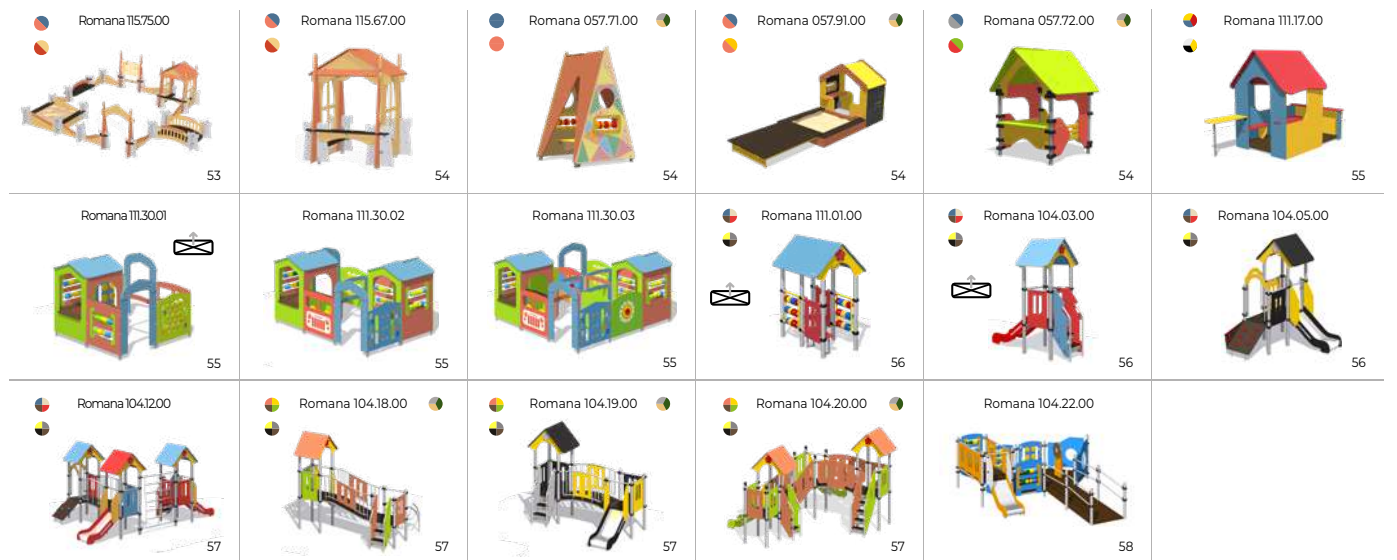 Romana 115.75.00
53
Romana 115.67.00
54
Romana 057.71.00
54
Romana 057.91.00
54
Romana 057.72.00
54
Romana 111.17.00
55
Romana 111.30.01
55
Romana 111.30.02
55
Romana 111.30.03
55
Romana 111.01.00
56
Romana 104.03.00
56
Romana 104.05.00
56
Romana 104.12.00
57
Romana 104.18.00
57
Romana 104.19.00
57
Romana 104.20.00
57
Romana 104.22.00
58